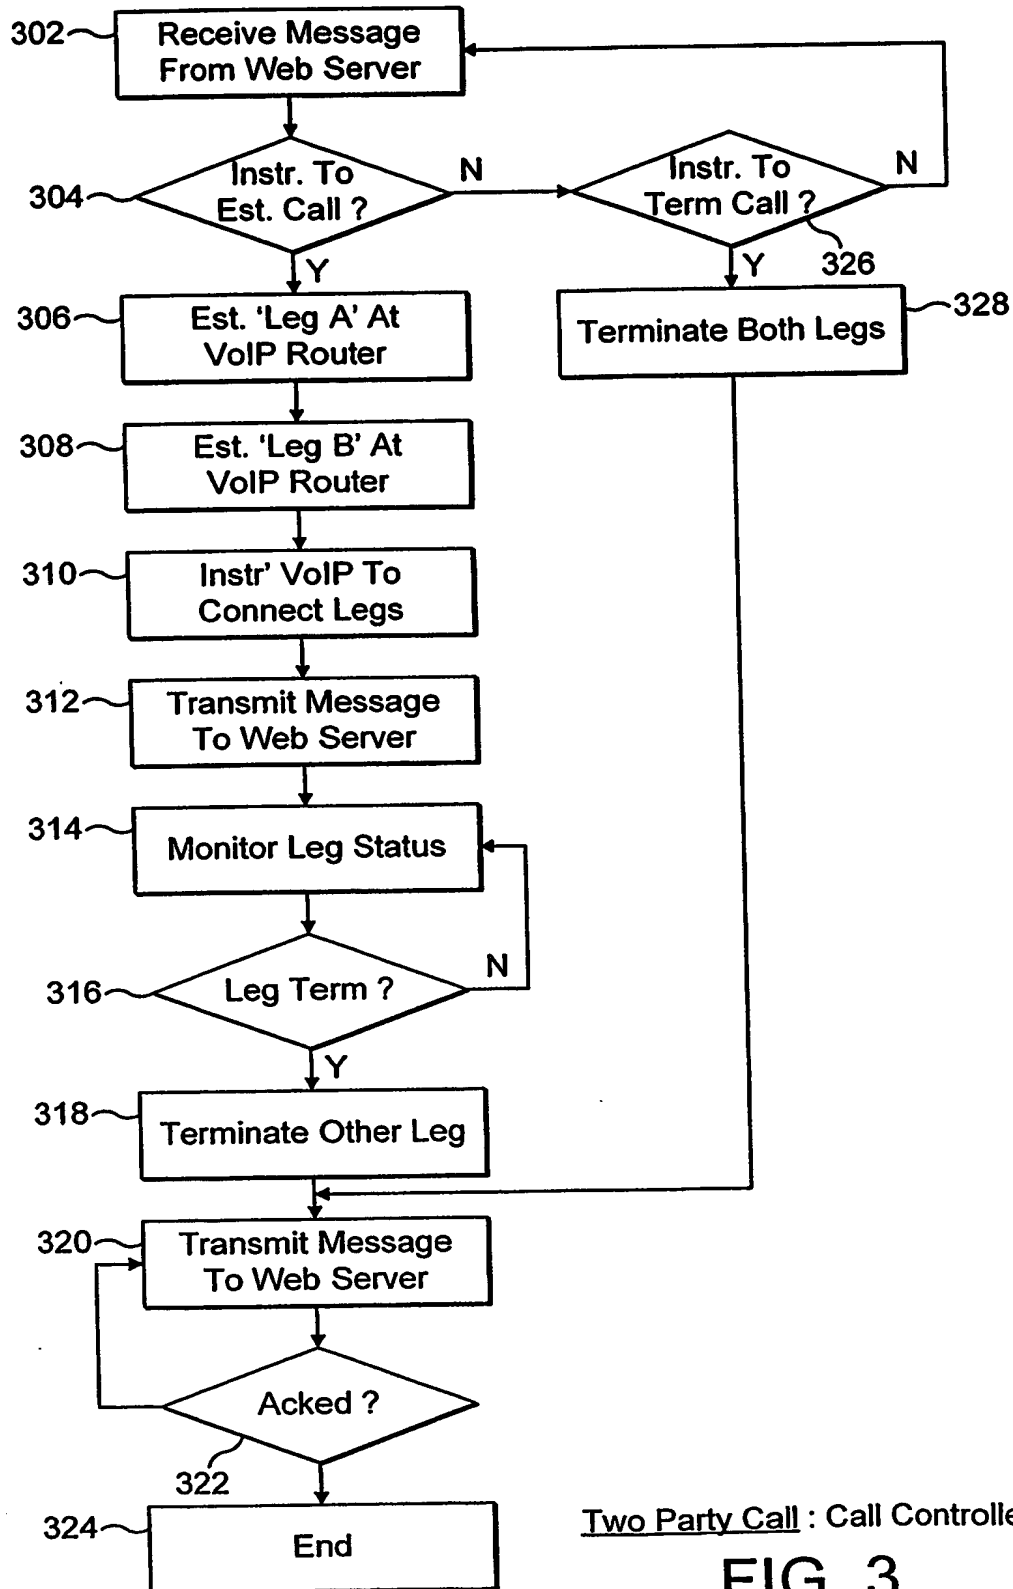 302
Receive Message
From Web Server
304
Instr. To
Est. Call ?
N
Instr. To
Term Call ?
N
326
Y
Y
306
Est. 'Leg A' At
VoIP Router
Terminate Both Legs
328
308
Est. 'Leg B' At
VoIP Router
310
Instr' VoIP To
Connect Legs
312
Transmit Message
To Web Server
314
Monitor Leg Status
316
Leg Term ?
N
Y
318
Terminate Other Leg
320
Transmit Message
To Web Server
Acked ?
322
324
End
Two Party Call : Call Controlle
FIG. 3